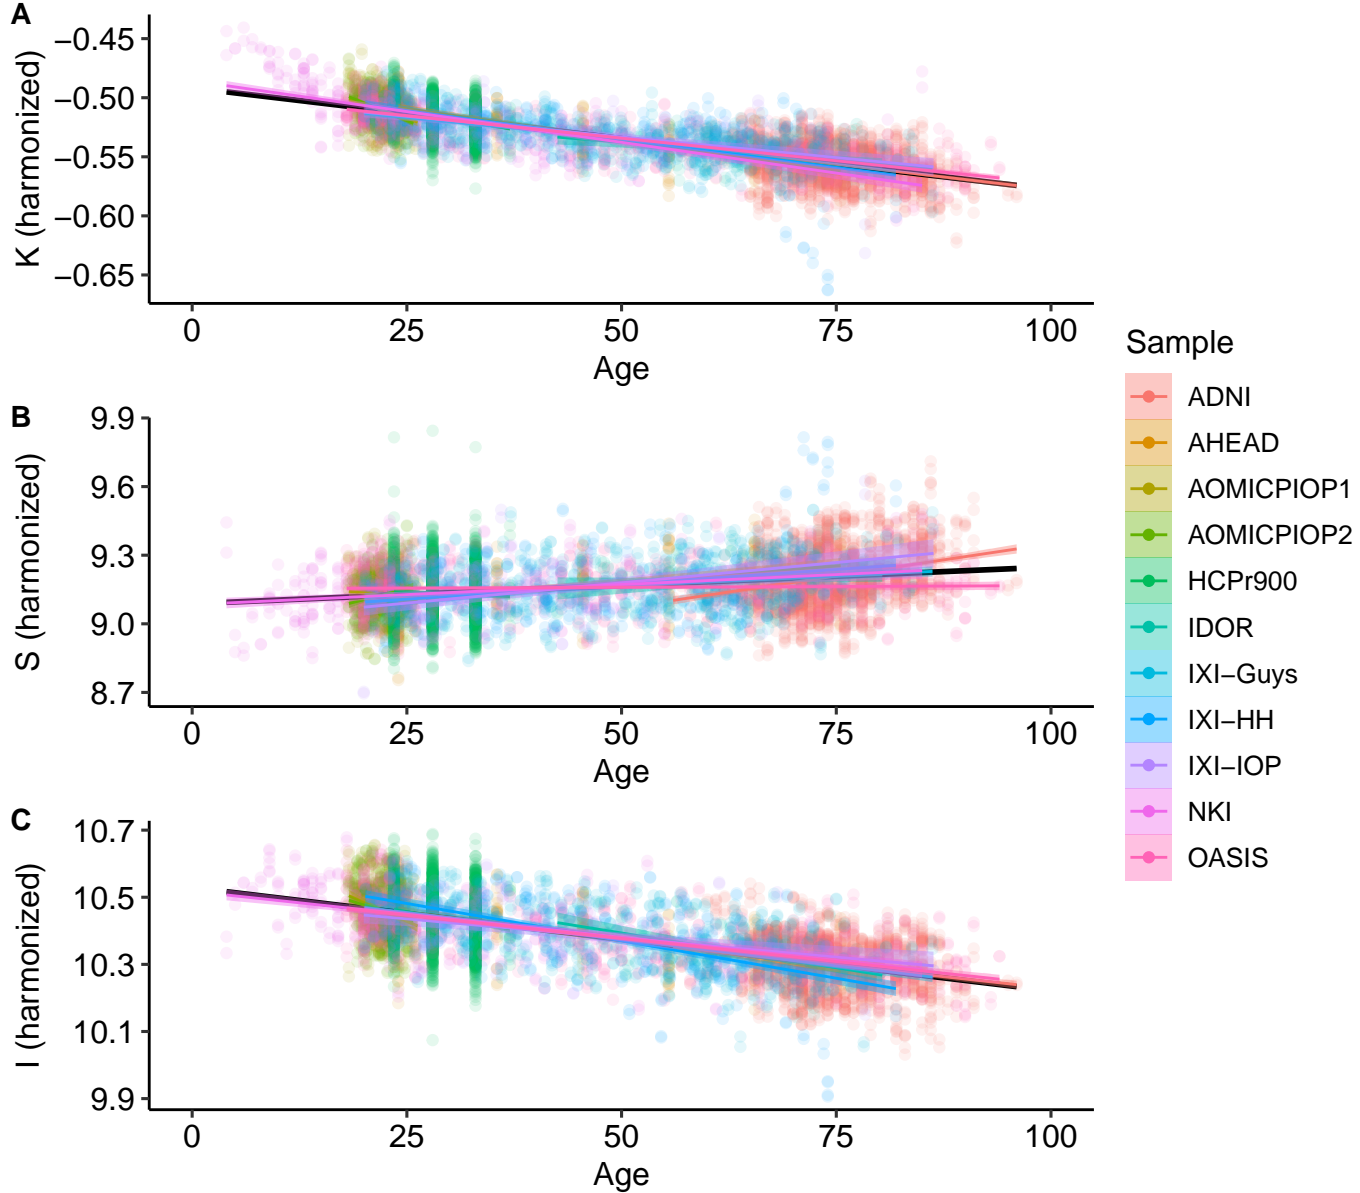 A
K (harmonized)
−0.45
−0.50
−0.55
−0.60
−0.65
0 25 50 75 100
Age
B
S (harmonized)
9.9
9.6
9.3
9.0
8.7
0 25 50 75 100
Age
C
I (harmonized)
10.7
10.5
10.3
10.1
9.9
0 25 50 75 100
Age
Sample
ADNI
AHEAD
AOMICPIOP1
AOMICPIOP2
HCPr900
IDOR
IXI−Guys
IXI−HH
IXI−IOP
NKI
OASIS